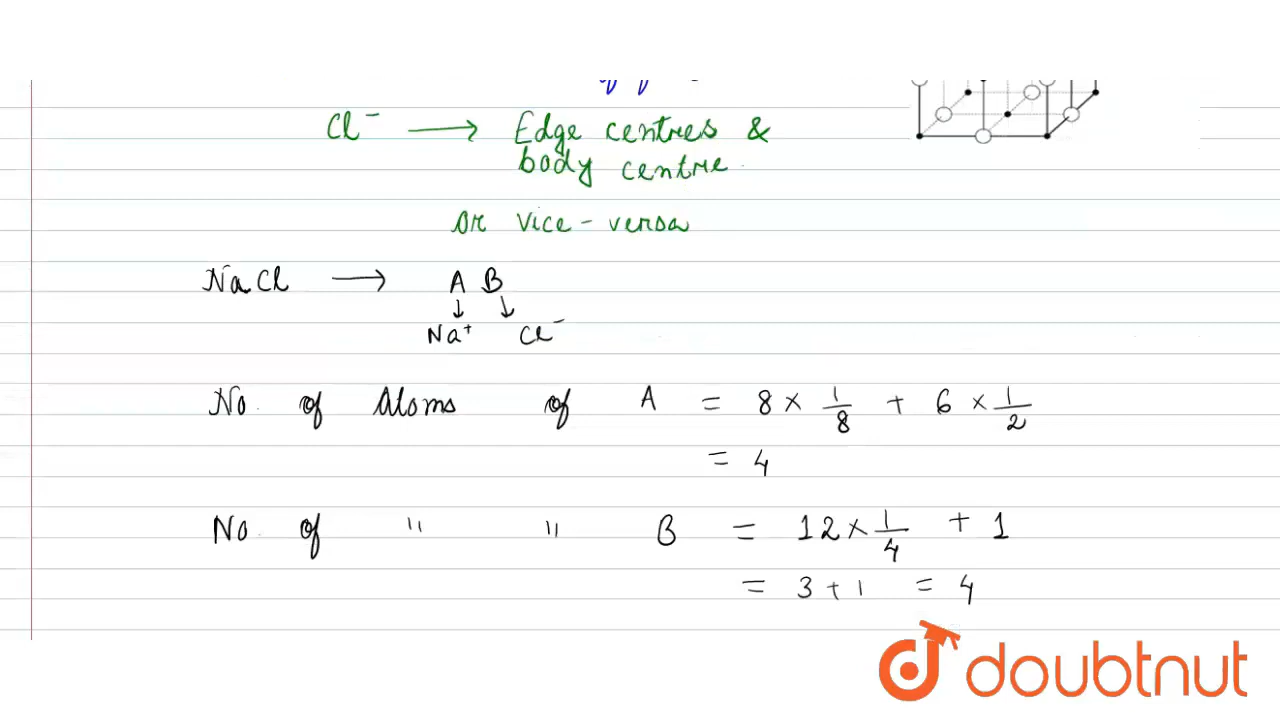 Cl⁻ ⟶ Edge centres &
body centre
or vice-versa
NaCl ⟶ A B
↓ ↓
Na⁺ Cl⁻
No. of Atoms of A = 8 × 1/8 + 6 × 1/2
= 4
No. of " " B = 12 × 1/4 + 1
= 3 + 1 = 4
doubtnut